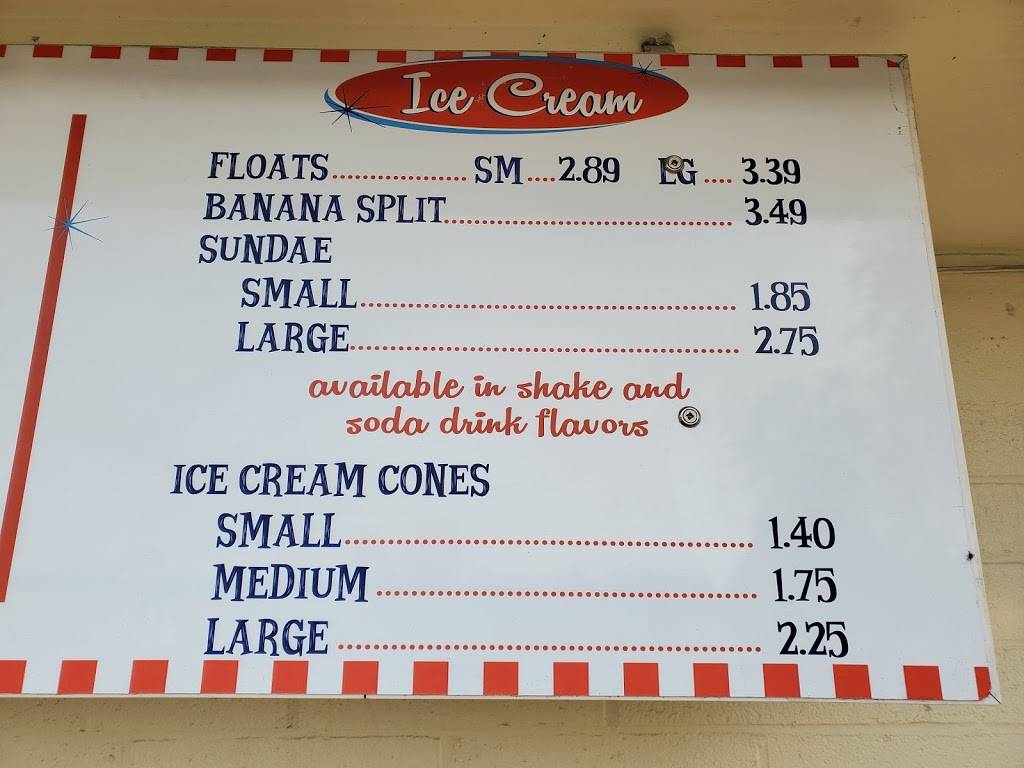 Ice Cream
FLOATS................ SM....2.89 LG .... 3.39
BANANA SPLIT................................ 3.49
SUNDAE
SMALL.......................................... 1.85
LARGE.......................................... 2.75
available in shake and
soda drink flavors
ICE CREAM CONES
SMALL.......................................... 1.40
MEDIUM ....................................... 1.75
LARGE .......................................... 2.25